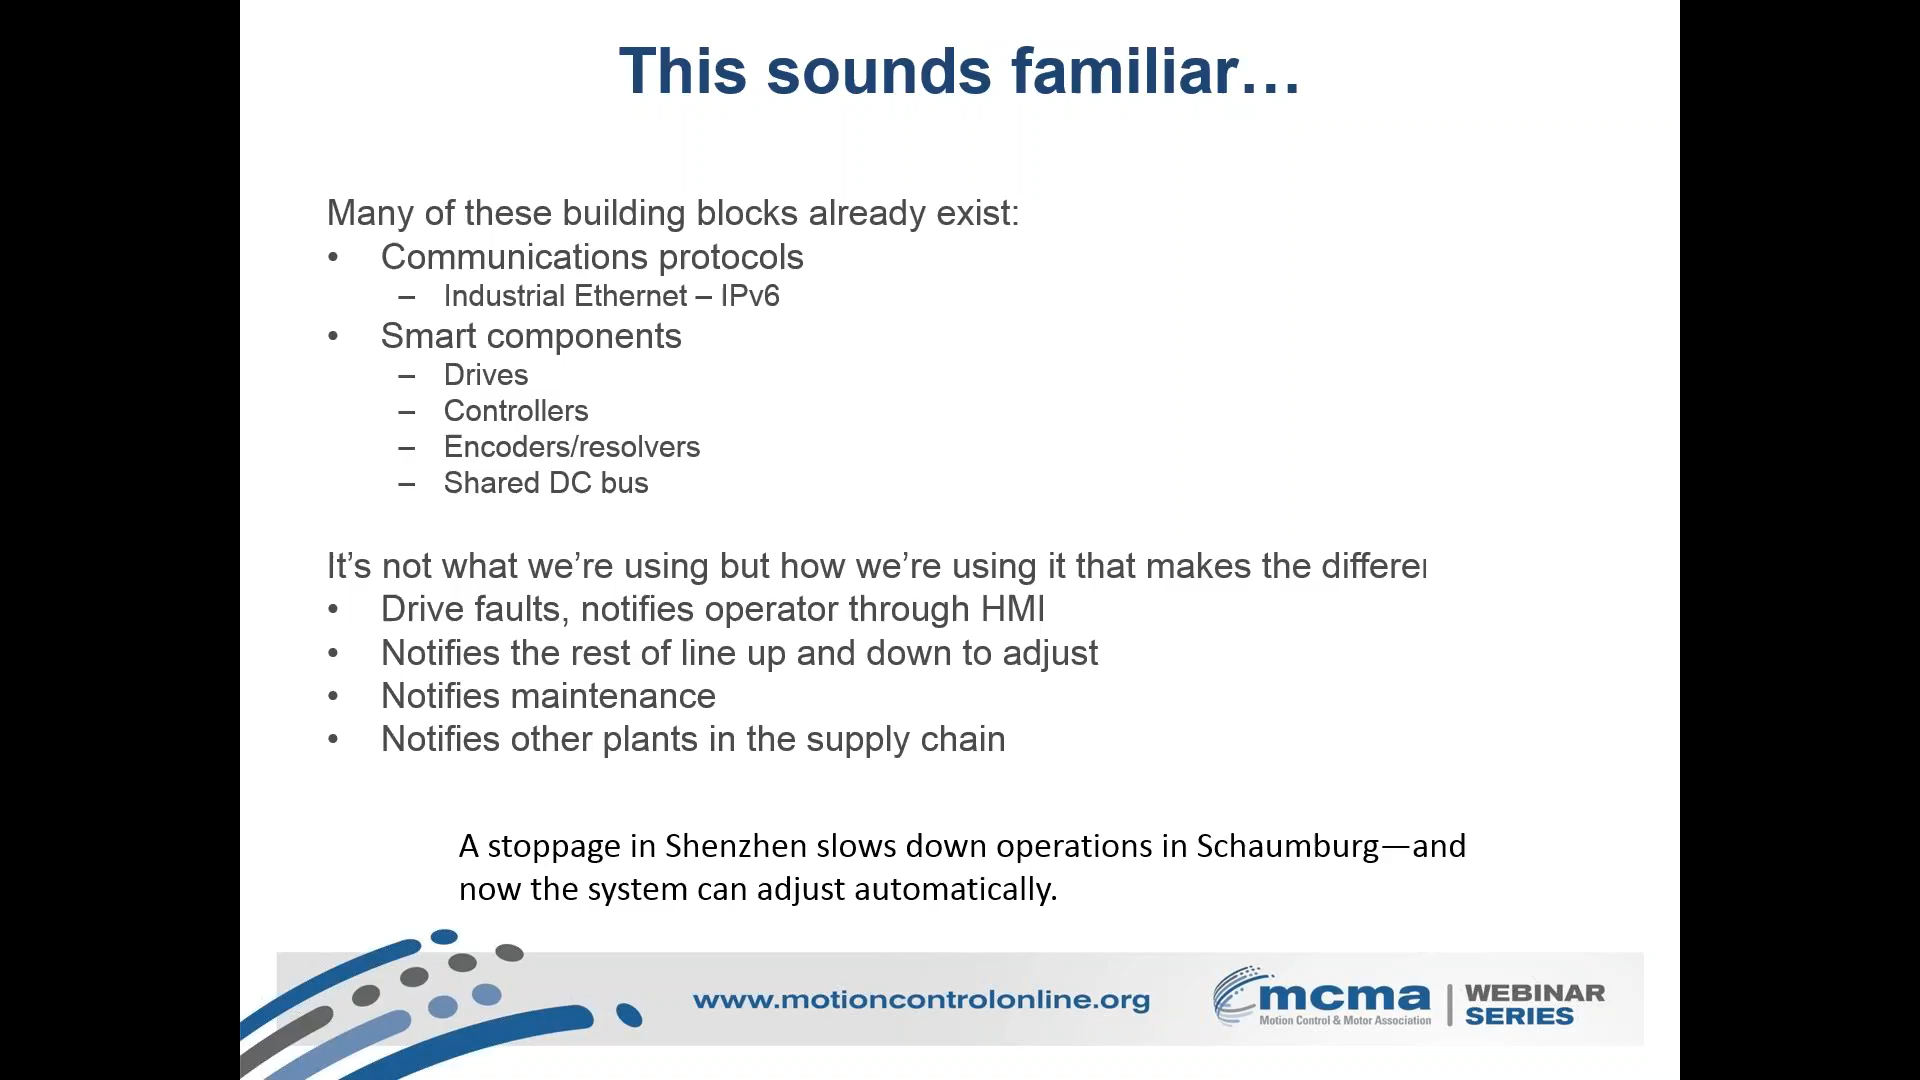 This sounds familiar…
Many of these building blocks already exist:
• Communications protocols
– Industrial Ethernet – IPv6
• Smart components
– Drives
– Controllers
– Encoders/resolvers
– Shared DC bus
It’s not what we’re using but how we’re using it that makes the differe
• Drive faults, notifies operator through HMI
• Notifies the rest of line up and down to adjust
• Notifies maintenance
• Notifies other plants in the supply chain
A stoppage in Shenzhen slows down operations in Schaumburg—and
now the system can adjust automatically.
www.motioncontrolonline.org
mcma
Motion Control & Motor Association
WEBINAR
SERIES